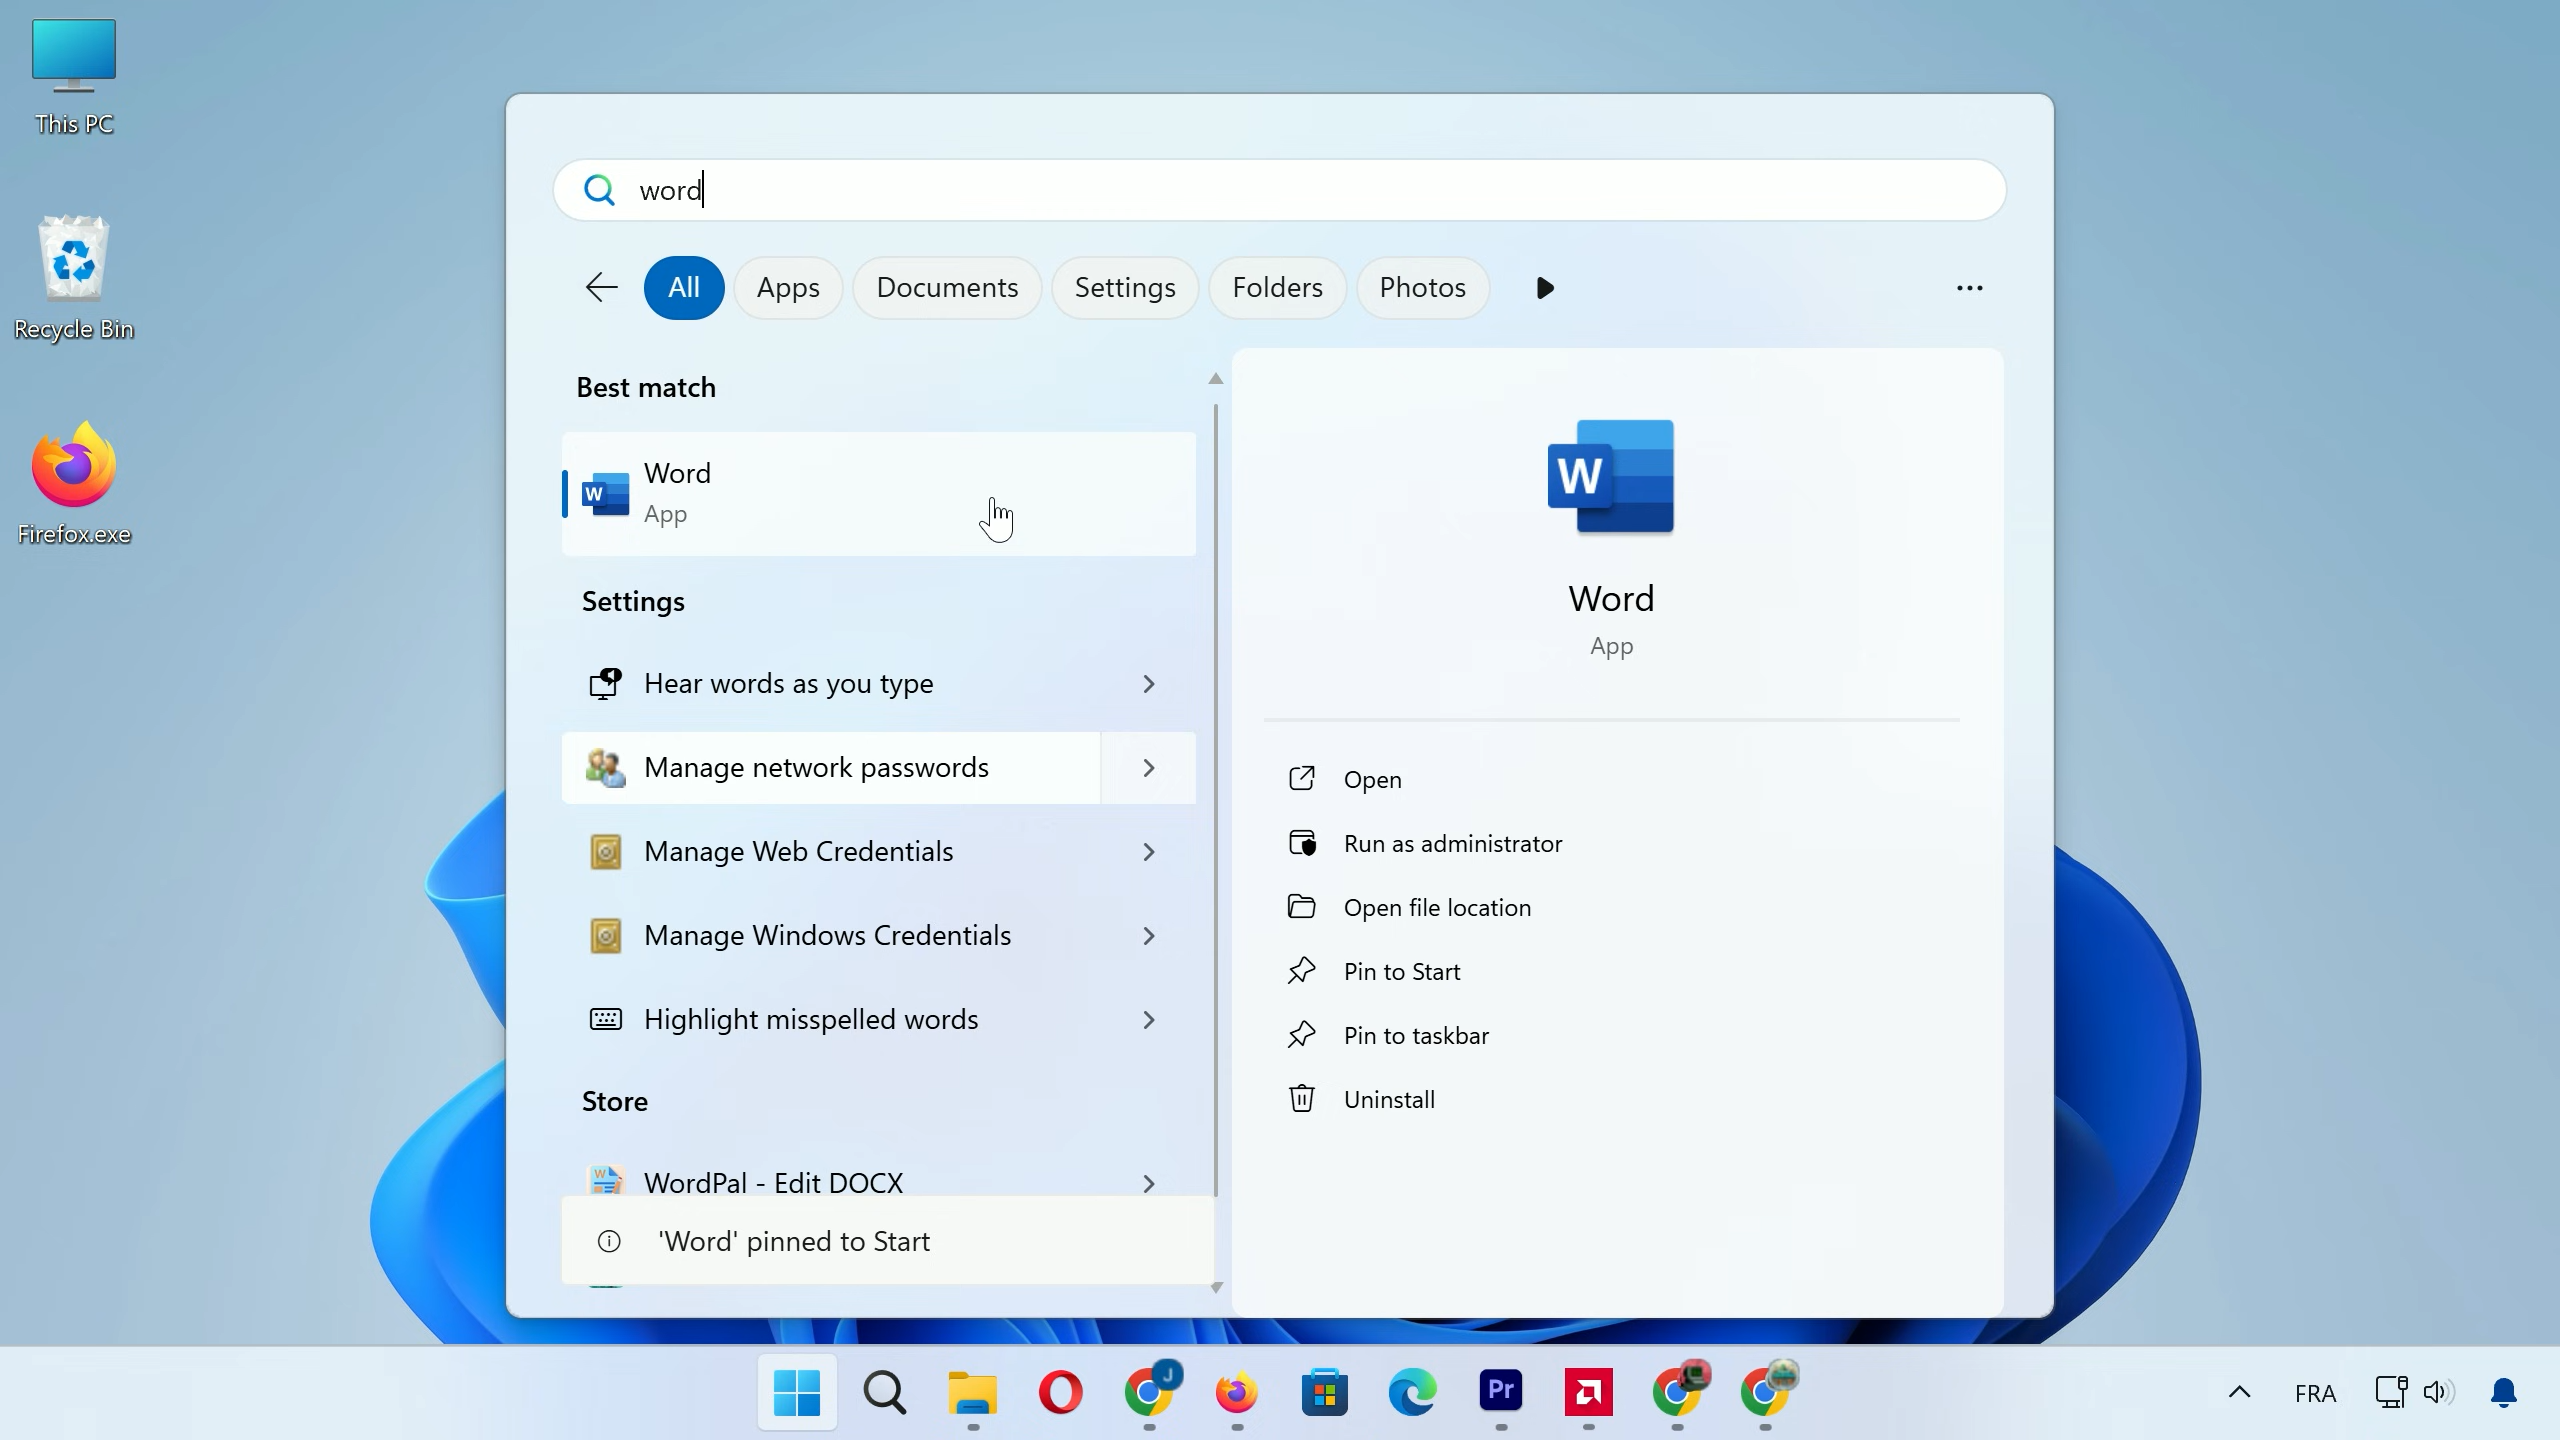 This PC
Recycle Bin
Firefox.exe
word
All
Apps
Documents
Settings
Folders
Photos
Best match
Word
App
Settings
Hear words as you type
Manage network passwords
Manage Web Credentials
Manage Windows Credentials
Highlight misspelled words
Store
WordPal - Edit DOCX
'Word' pinned to Start
W
Word
App
Open
Run as administrator
Open file location
Pin to Start
Pin to taskbar
Uninstall
J
Pr
FRA